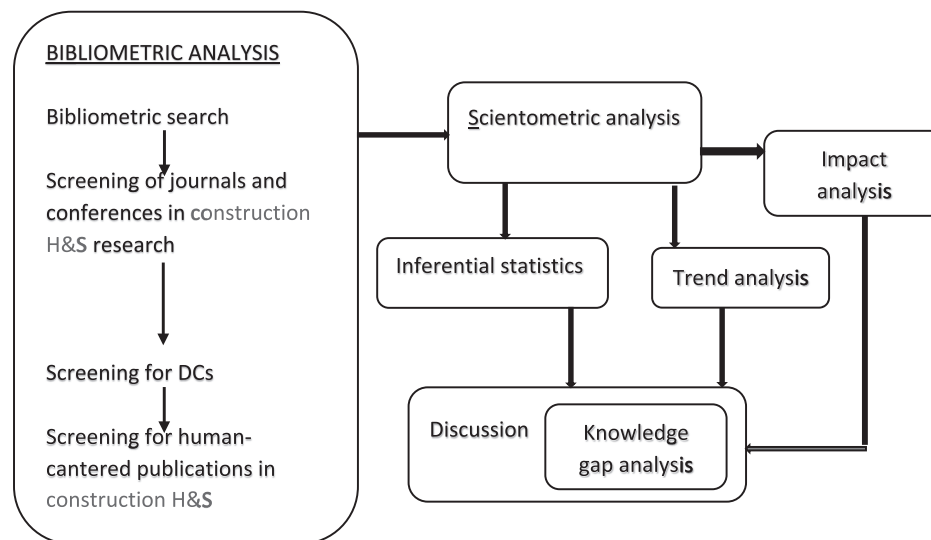 BIBLIOMETRIC ANALYSIS
Bibliometric search
Screening of journals and
conferences in construction
H&S research
Screening for DCs
Screening for human-
cantered publications in
construction H&S
Scientometric analysis
Impact
analysis
Inferential statistics
Trend analysis
Discussion
Knowledge
gap analysis